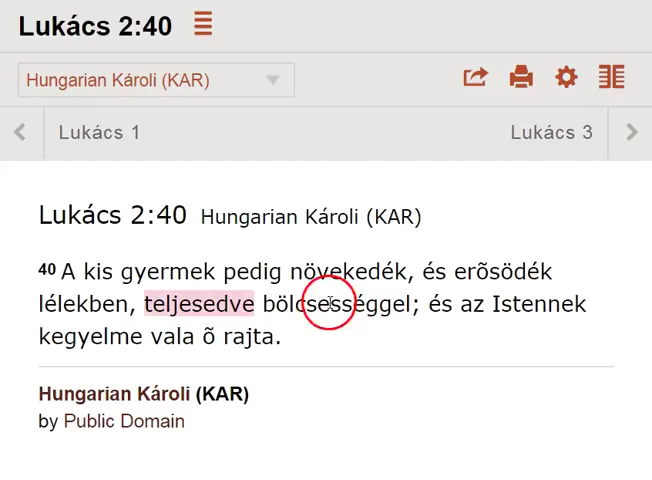 Lukács 2:40
Hungarian Károli (KAR)
Lukács 1
Lukács 3
Lukács 2:40 Hungarian Károli (KAR)
40 A kis gyermek pedig növekedék, és erõsödék
lélekben, teljesedve bölcsességgel; és az Istennek
kegyelme vala õ rajta.
Hungarian Károli (KAR)
by Public Domain